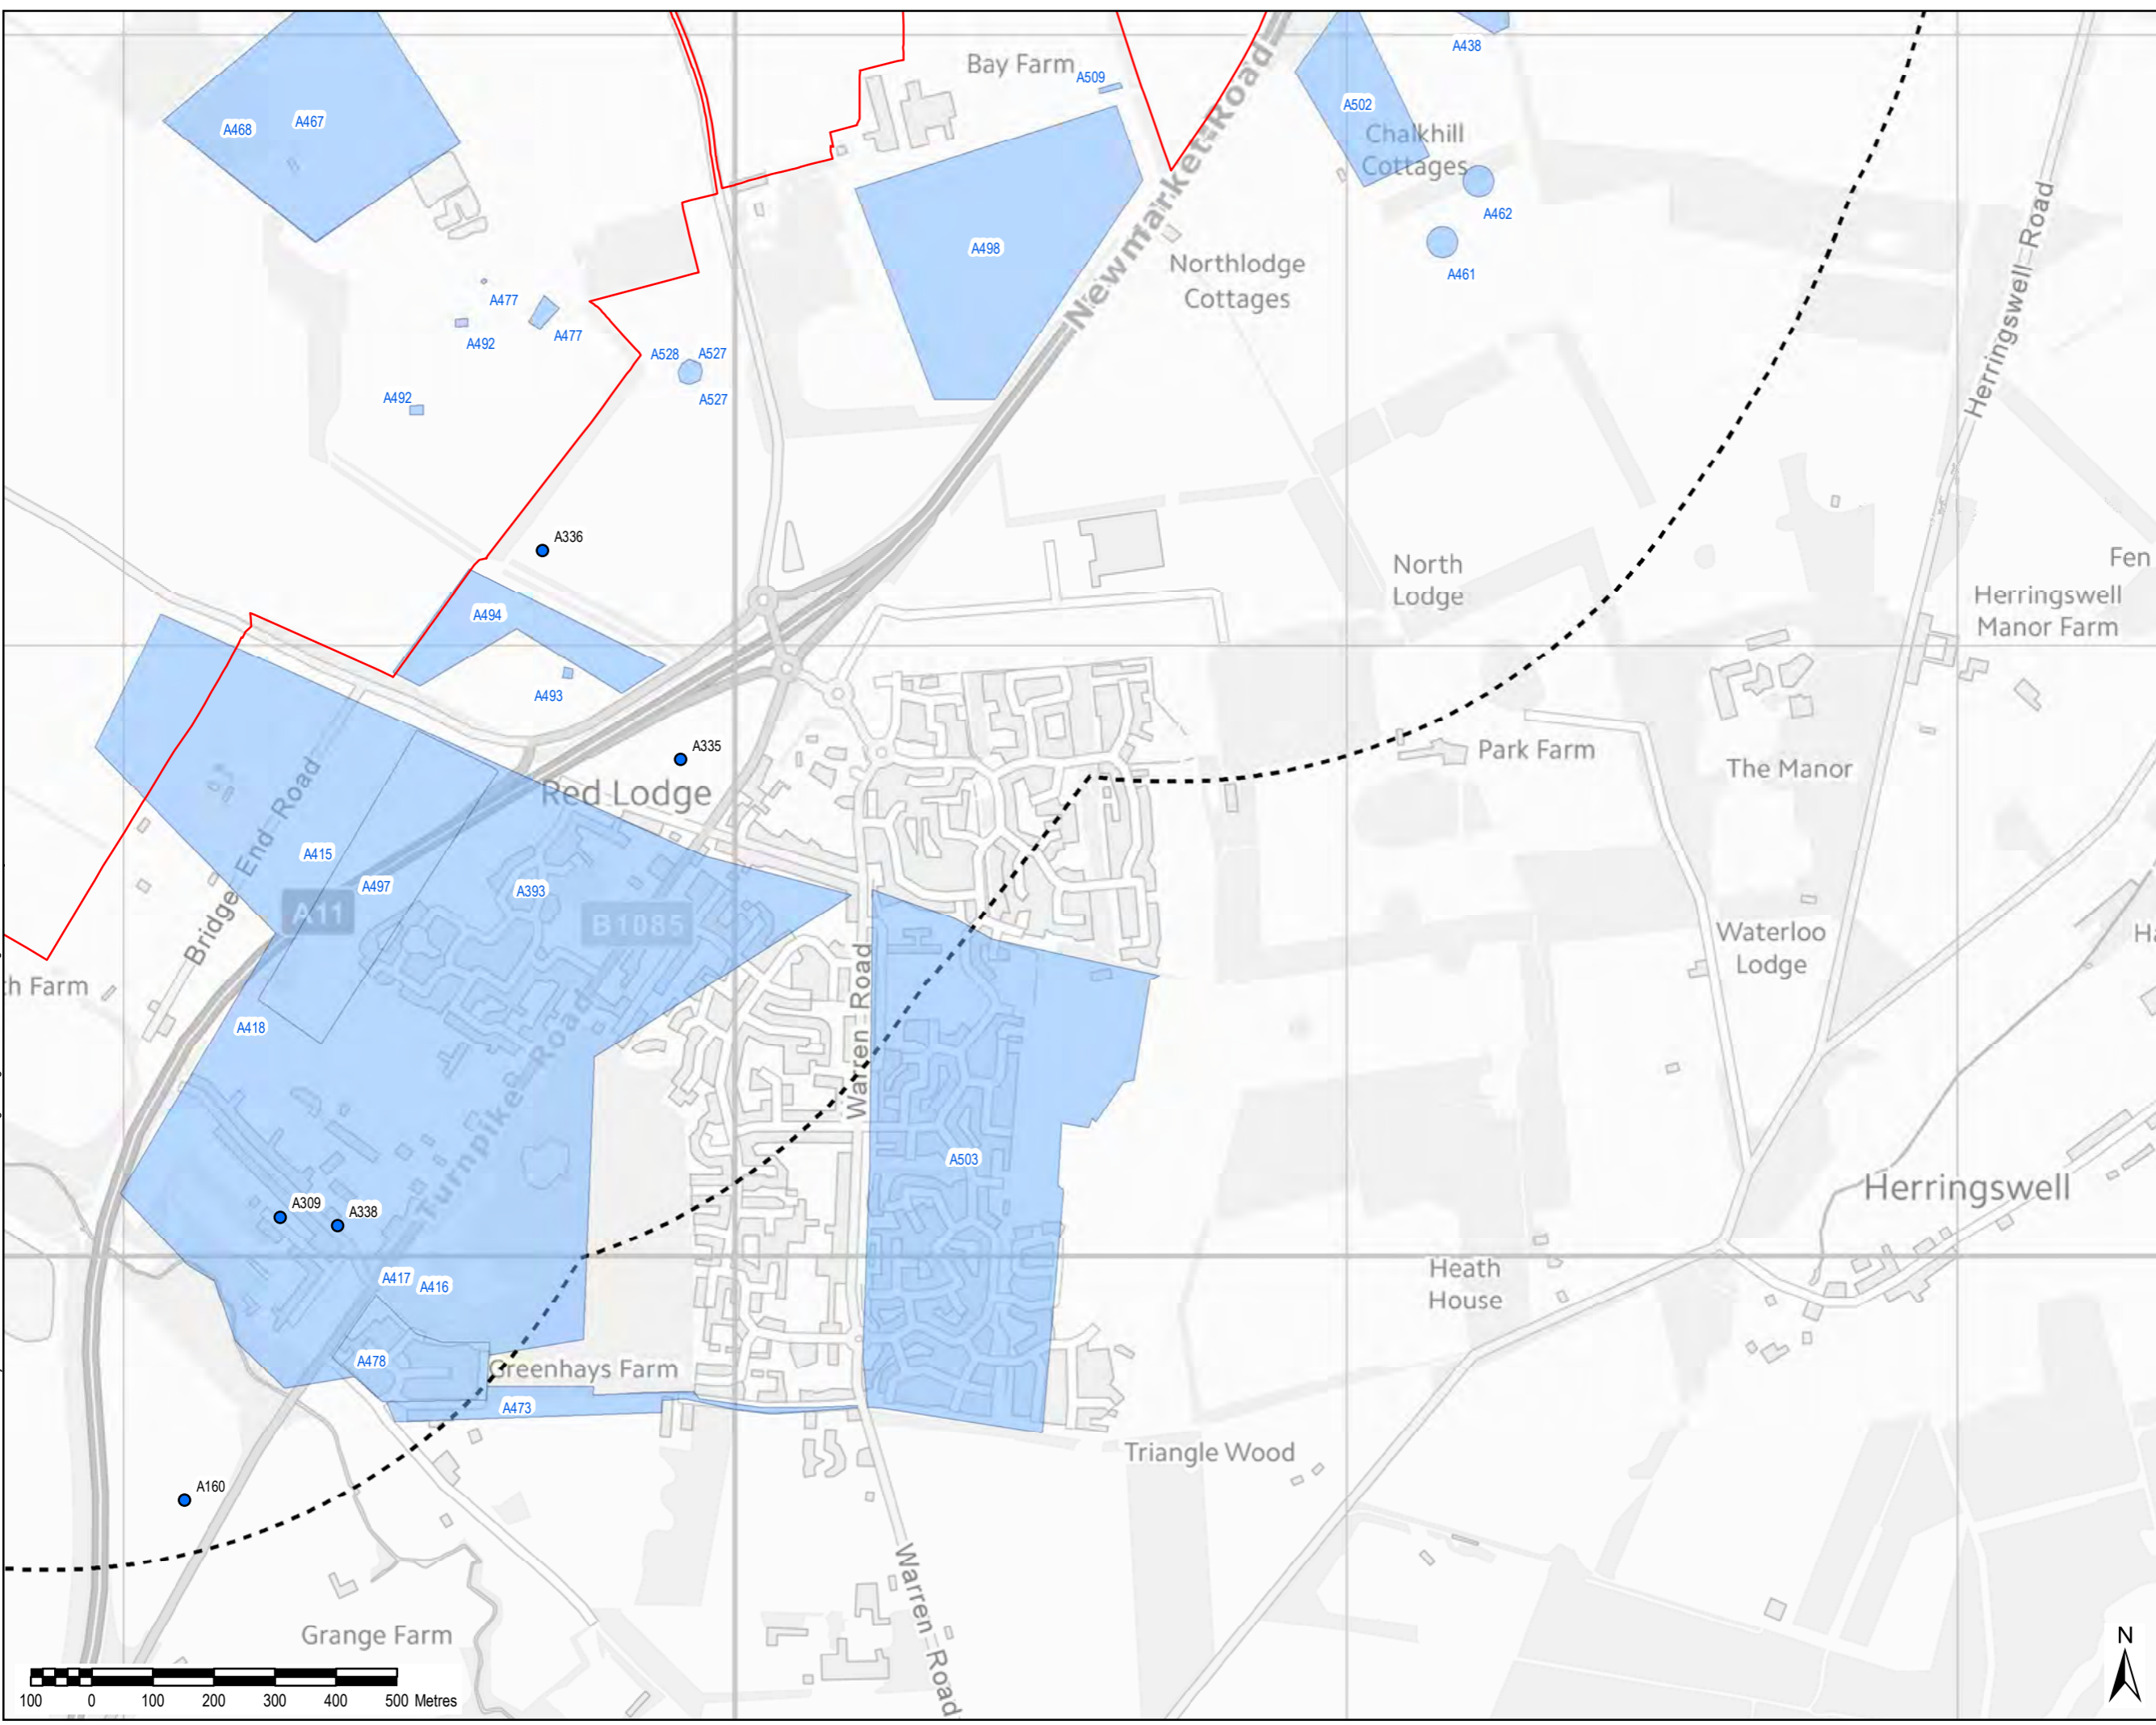 A438
Bay Farm
A509
A468
A467
A502
Chalkhill
Cottages
A462
A498
A461
Northlodge
Cottages
Newmarket Road
Herringswell Road
A477
A477
A492
A528
A527
A527
A492
A336
North
Lodge
Fen
Herringswell
Manor Farm
A494
A493
A335
Park Farm
The Manor
Red Lodge
Bridge End Road
A415
A497
A393
A11
B1085
Waterloo
Lodge
Warren Road
h Farm
A418
Turnpike Road
A503
Herringswell
A309
A338
A417
A416
Heath
House
A478
Greenhays Farm
A473
Triangle Wood
A160
Warren Road
Grange Farm
N
100 0 100 200 300 400 500 Metres